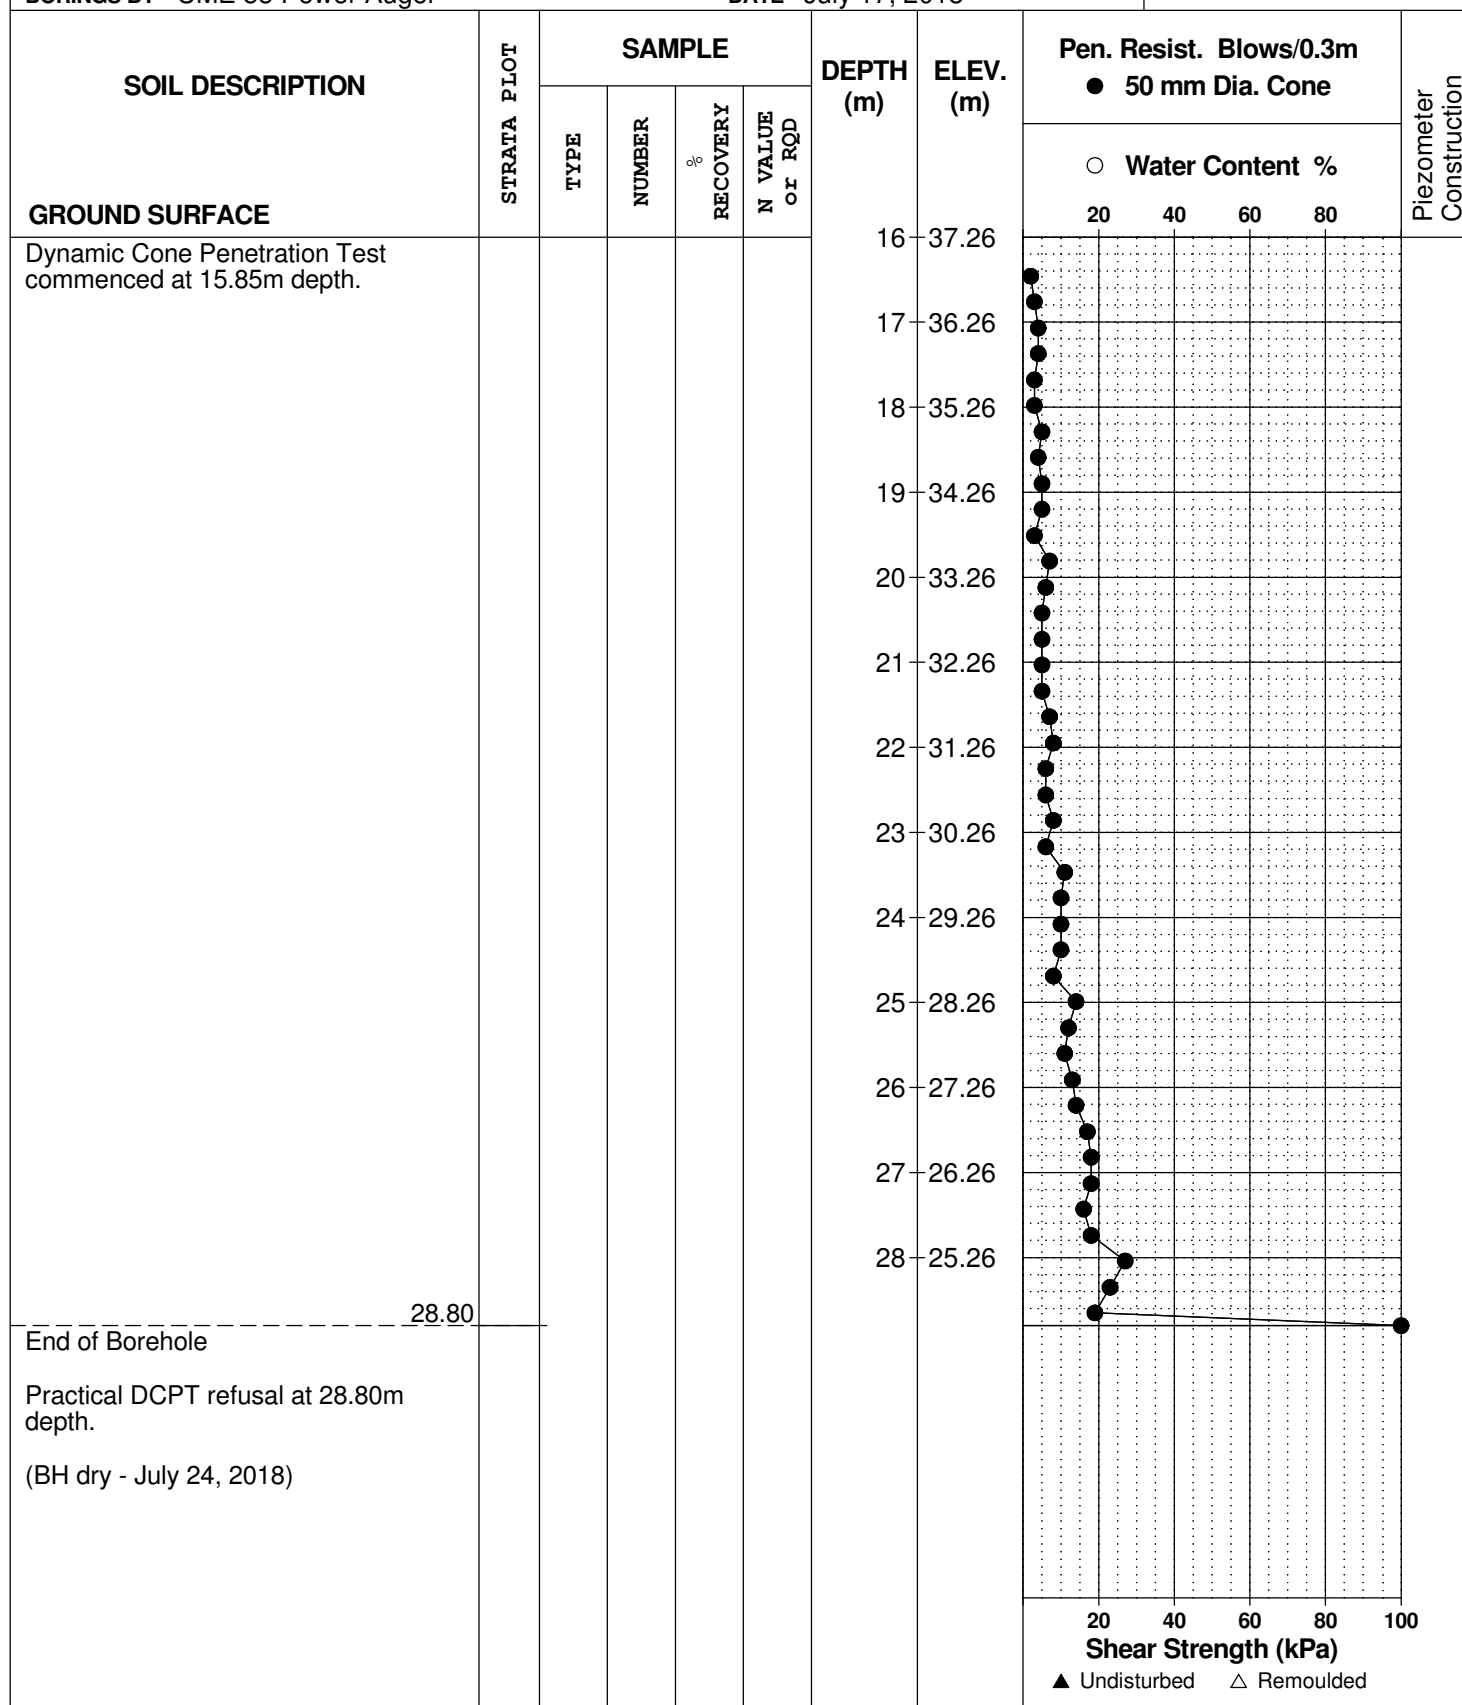 SOIL DESCRIPTION
GROUND SURFACE
STRATA PLOT
SAMPLE
TYPE
NUMBER
% RECOVERY
N VALUE or RQD
DEPTH (m)
ELEV. (m)
Pen. Resist. Blows/0.3m
● 50 mm Dia. Cone
○ Water Content %
20 40 60 80
Piezometer Construction
Dynamic Cone Penetration Test
commenced at 15.85m depth.
16 37.26
17 36.26
18 35.26
19 34.26
20 33.26
21 32.26
22 31.26
23 30.26
24 29.26
25 28.26
26 27.26
27 26.26
28 25.26
28.80
End of Borehole
Practical DCPT refusal at 28.80m
depth.
(BH dry - July 24, 2018)
20 40 60 80 100
Shear Strength (kPa)
▲ Undisturbed △ Remoulded